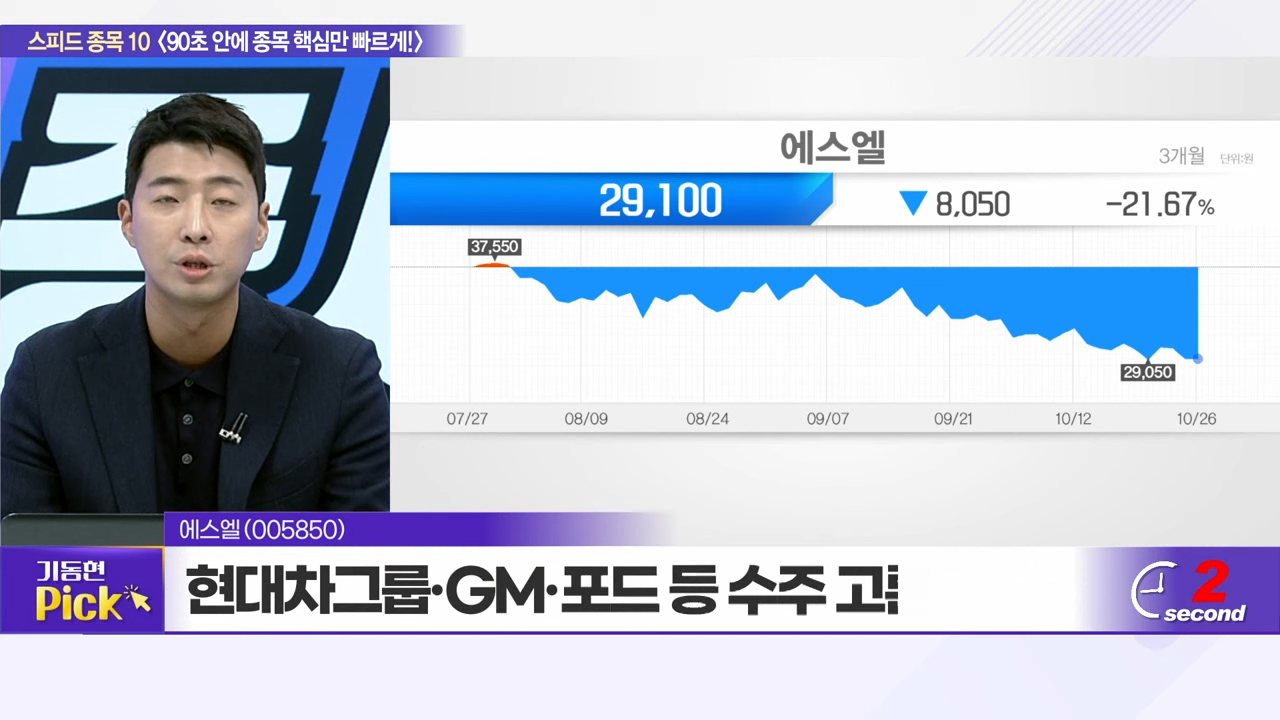 스피드 종목 10 〈90초 안에 종목 핵심만 빠르게!〉
에스엘
3개월 단위:원
29,100 ▼ 8,050 -21.67%
37,550
29,050
07/27 08/09 08/24 09/07 09/21 10/12 10/26
에스엘(005850)
기동현
Pick
현대차그룹·GM·포드 등 수주
2
second